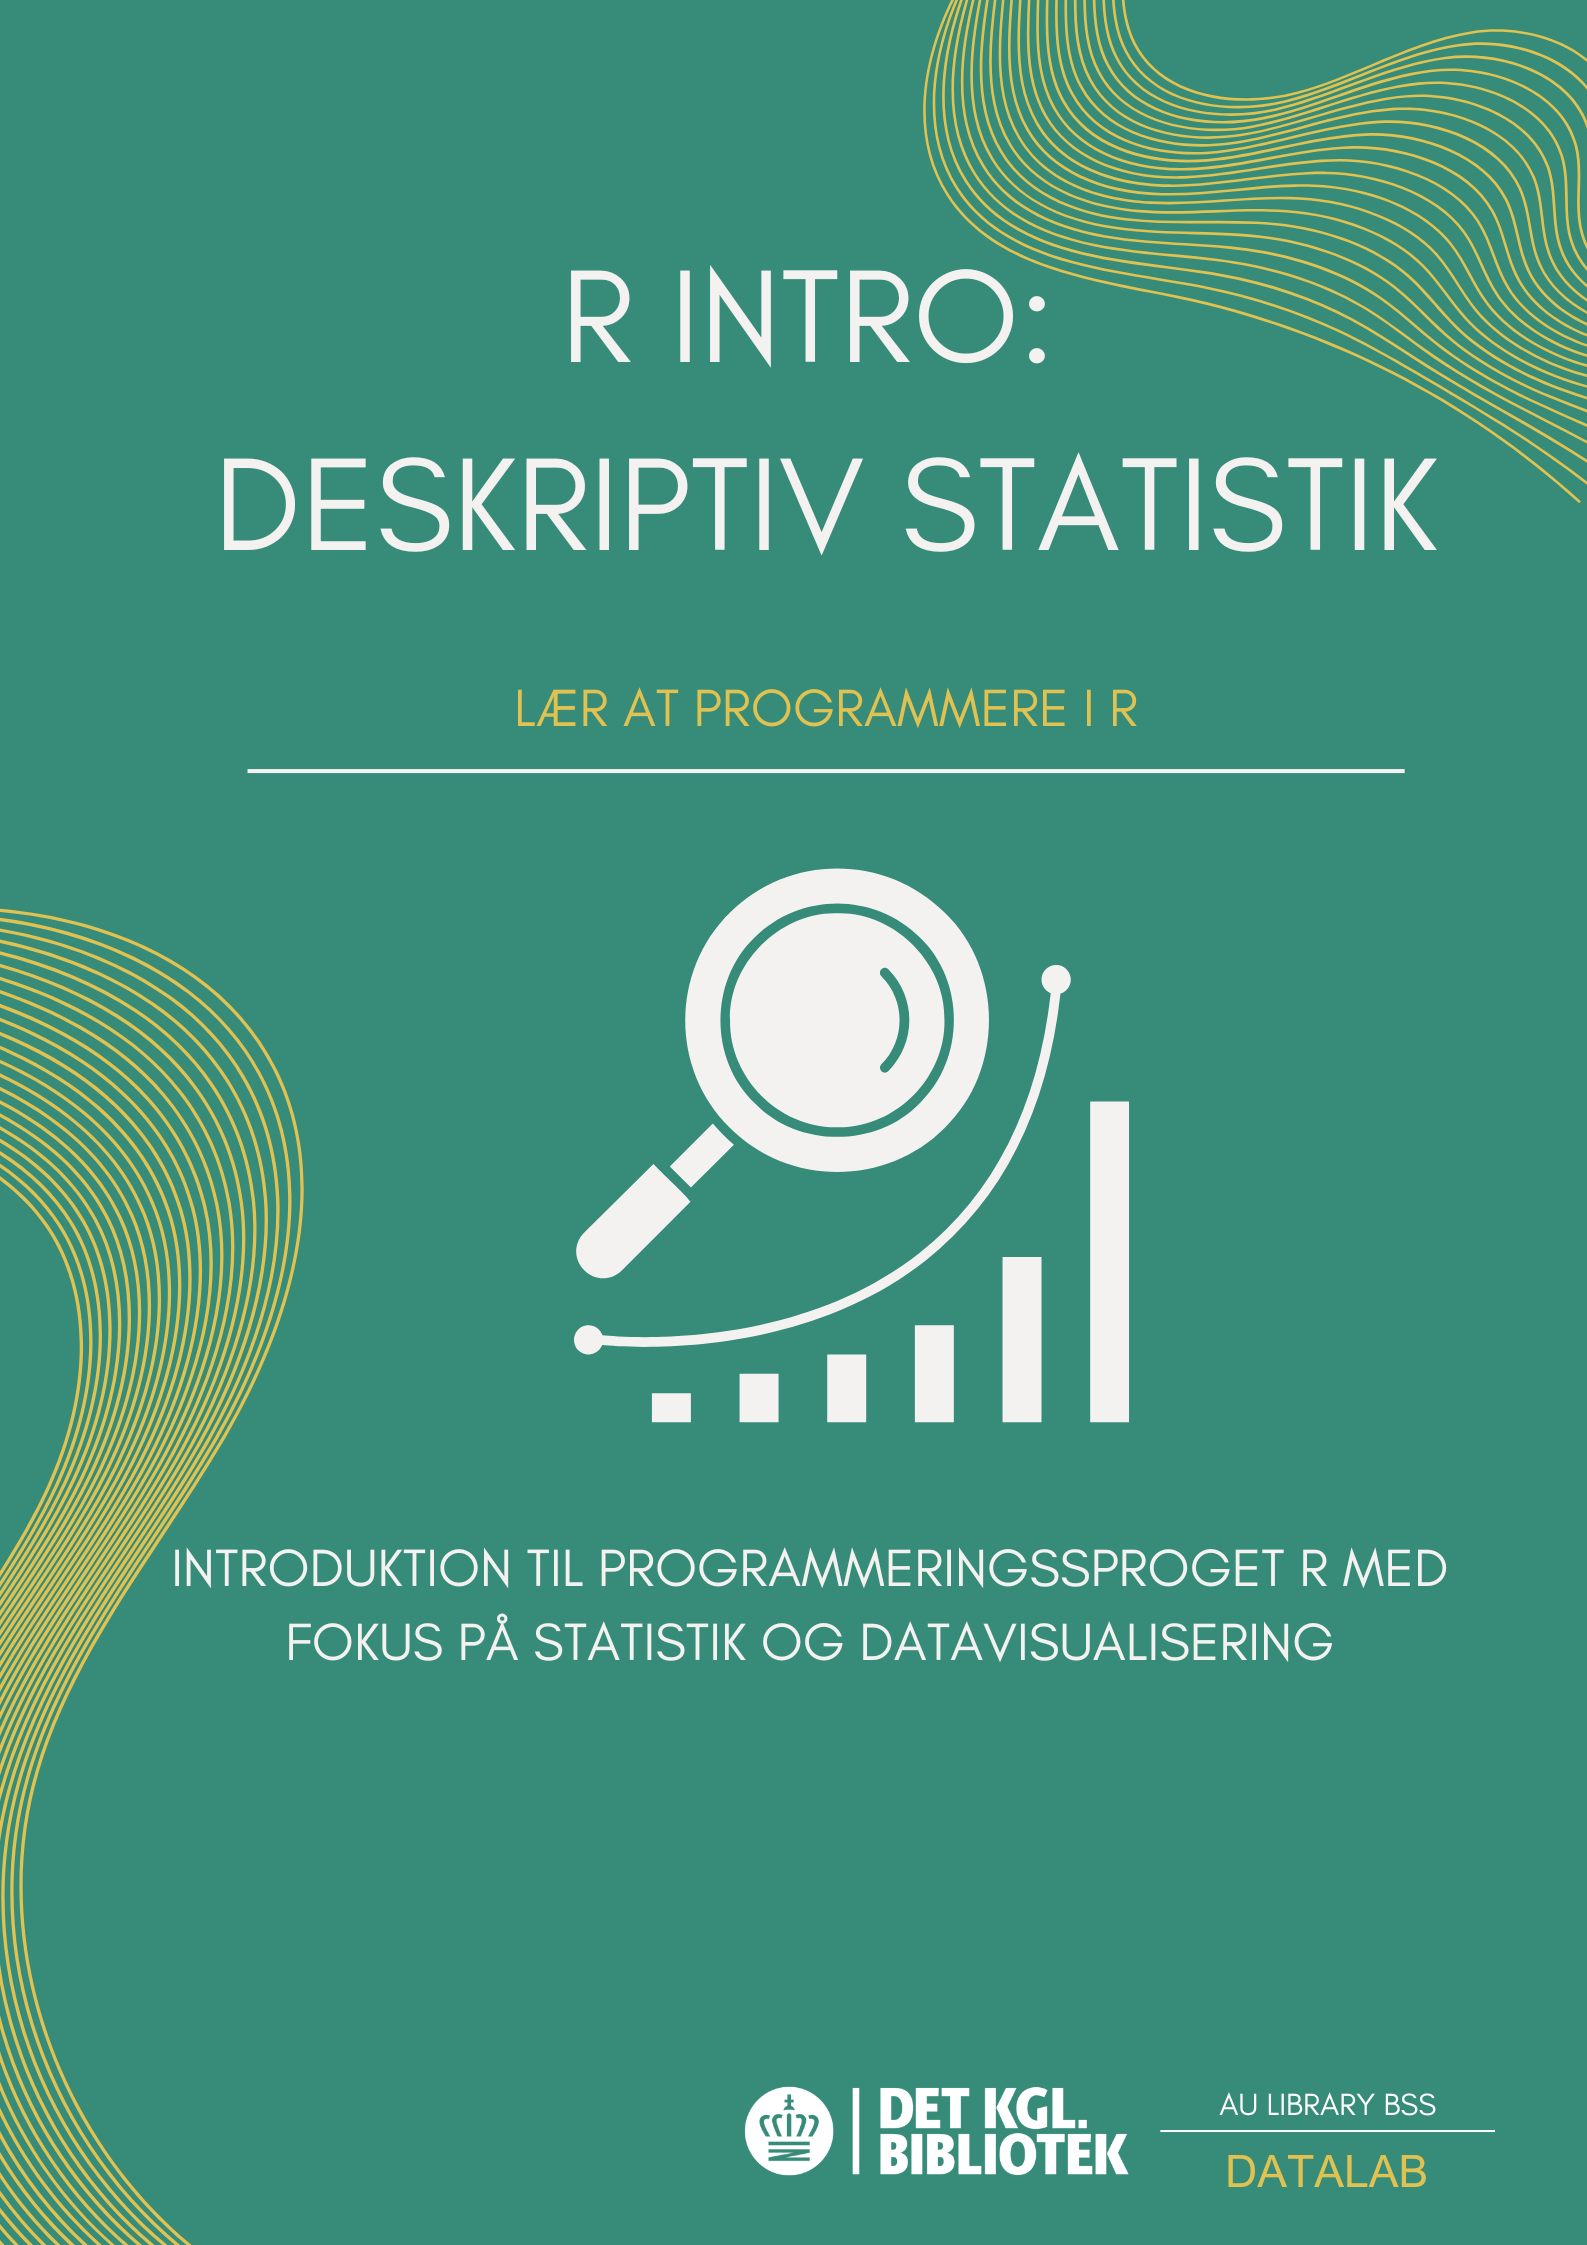 R INTRO:
DESKRIPTIV STATISTIK
LÆR AT PROGRAMMERE I R
INTRODUKTION TIL PROGRAMMERINGSSPROGET R MED
FOKUS PÅ STATISTIK OG DATAVISUALISERING
DET KGL.
BIBLIOTEK
AU LIBRARY BSS
DATALAB